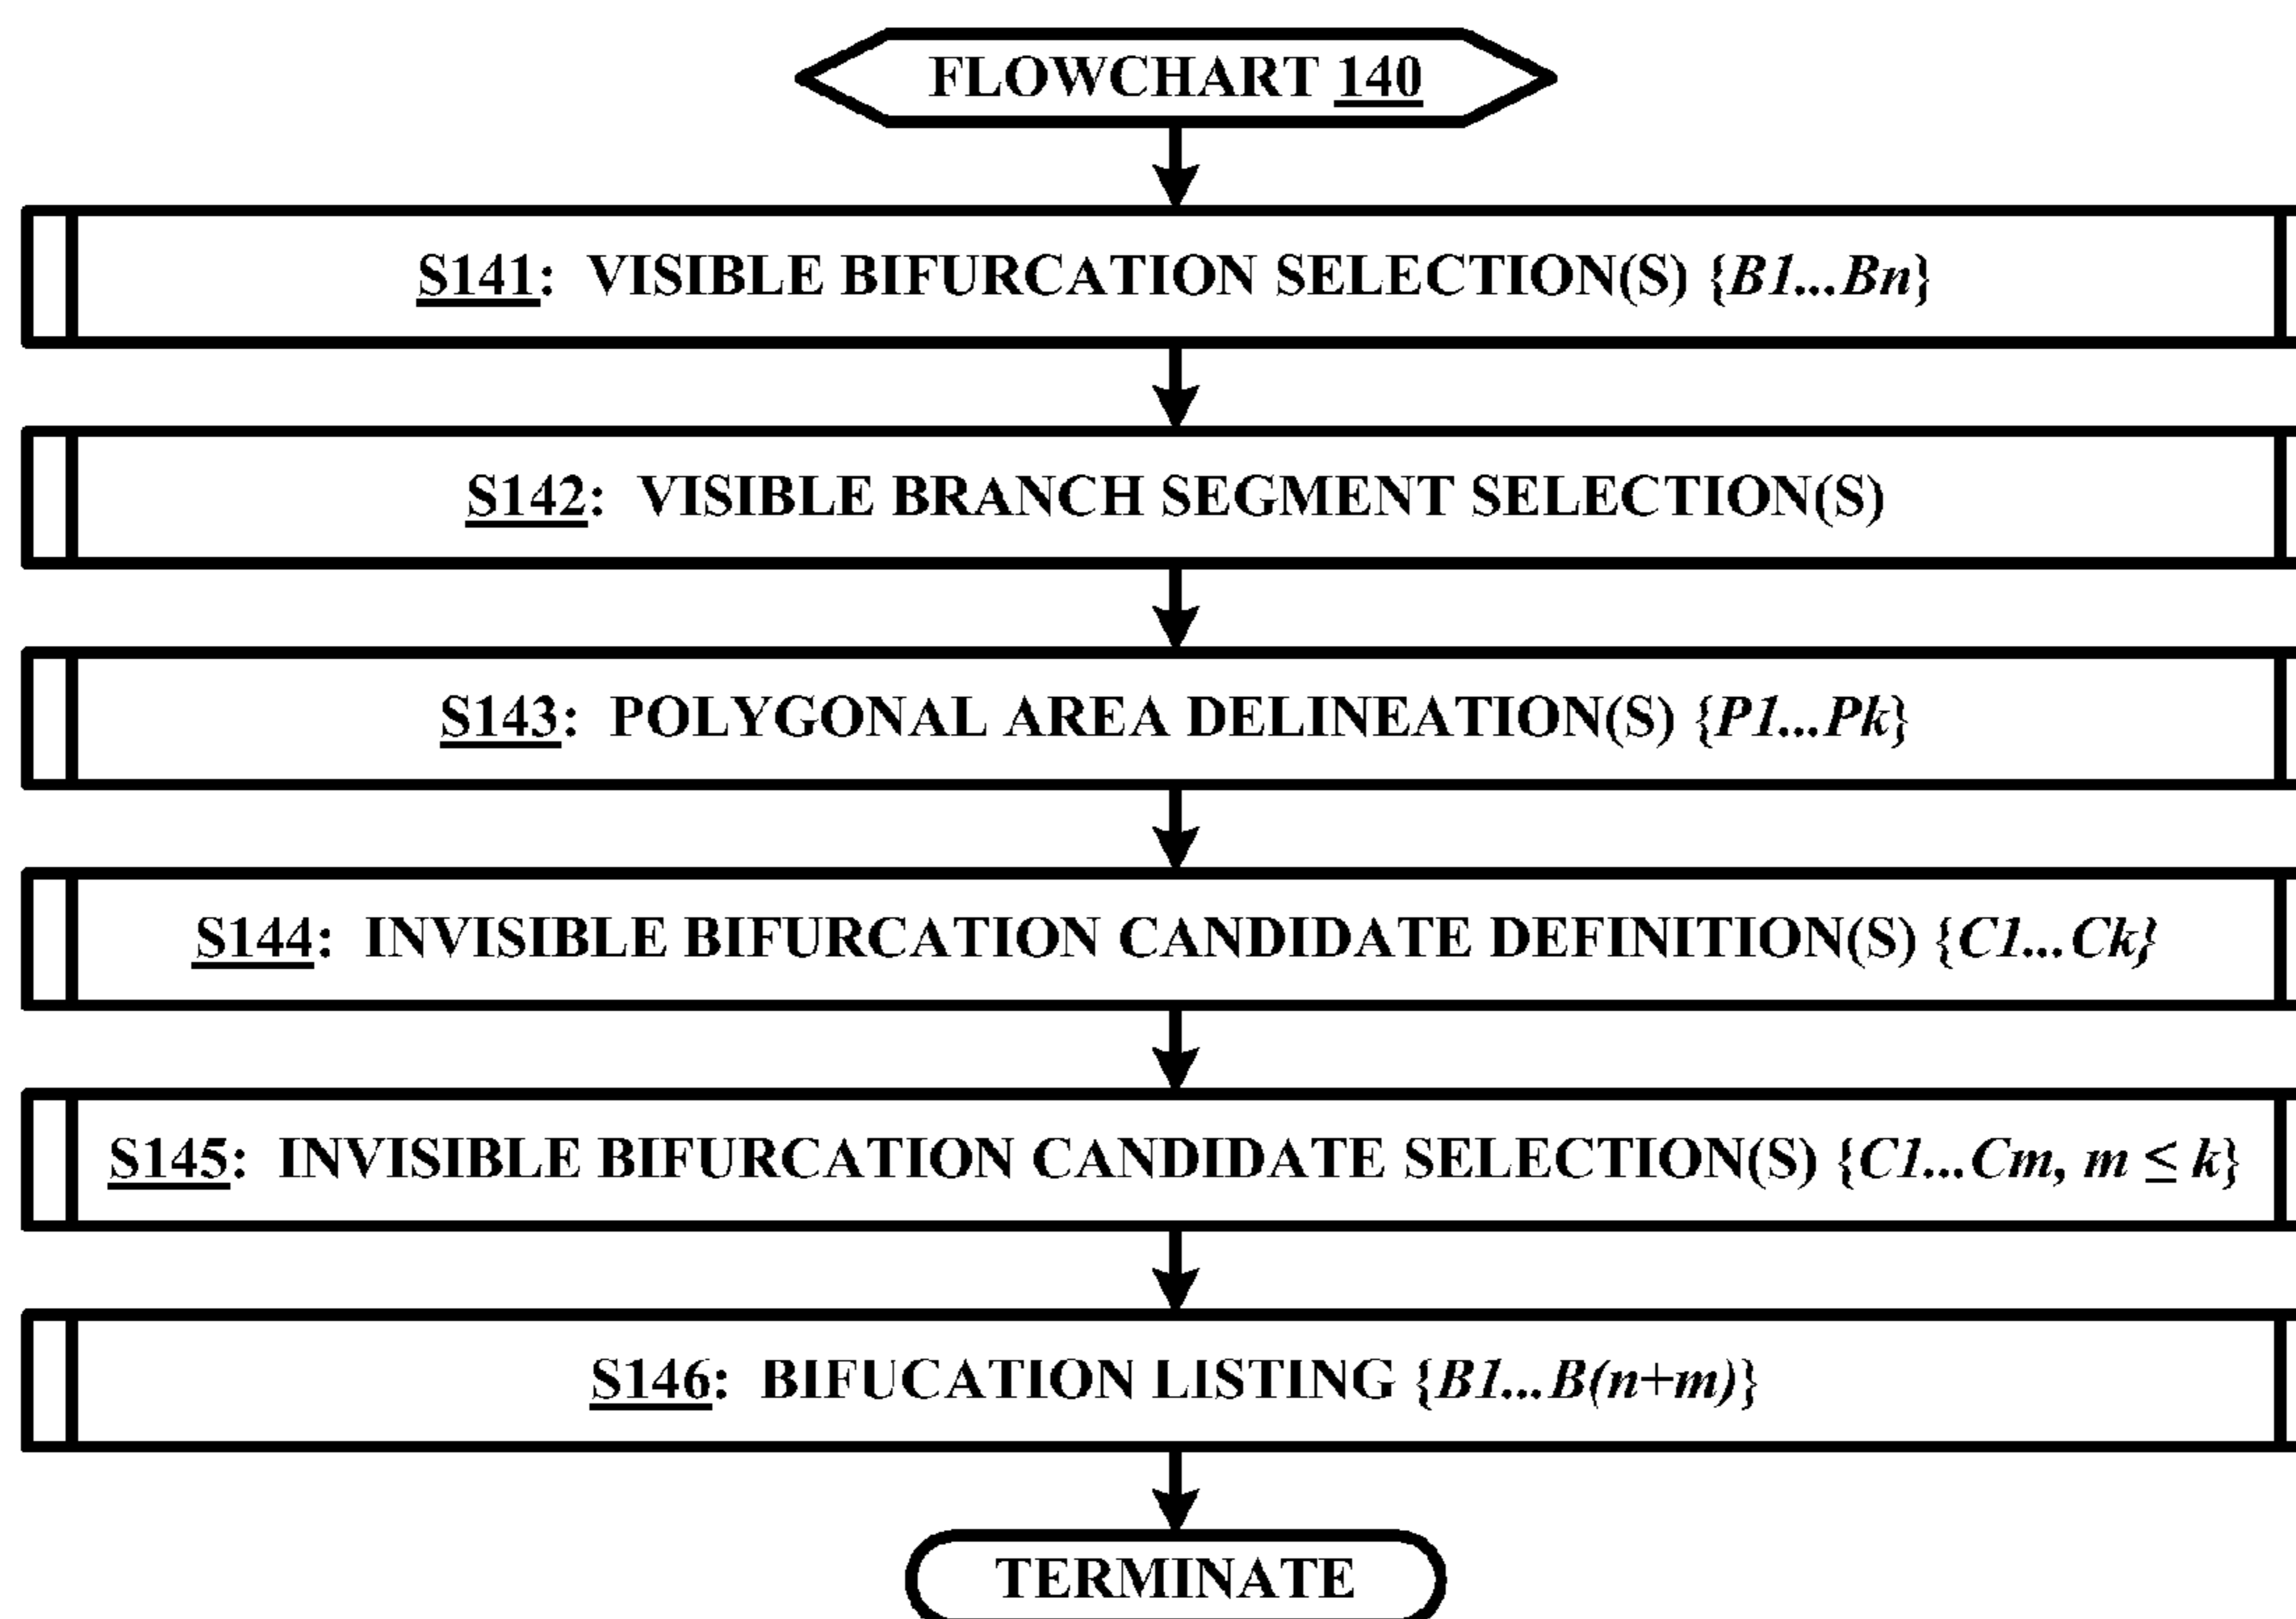 FLOWCHART 140
S141: VISIBLE BIFURCATION SELECTION(S) {B1...Bn}
S142: VISIBLE BRANCH SEGMENT SELECTION(S)
S143: POLYGONAL AREA DELINEATION(S) {P1...Pk}
S144: INVISIBLE BIFURCATION CANDIDATE DEFINITION(S) {C1...Ck}
S145: INVISIBLE BIFURCATION CANDIDATE SELECTION(S) {C1...Cm, m ≤ k}
S146: BIFUCATION LISTING {B1...B(n+m)}
TERMINATE